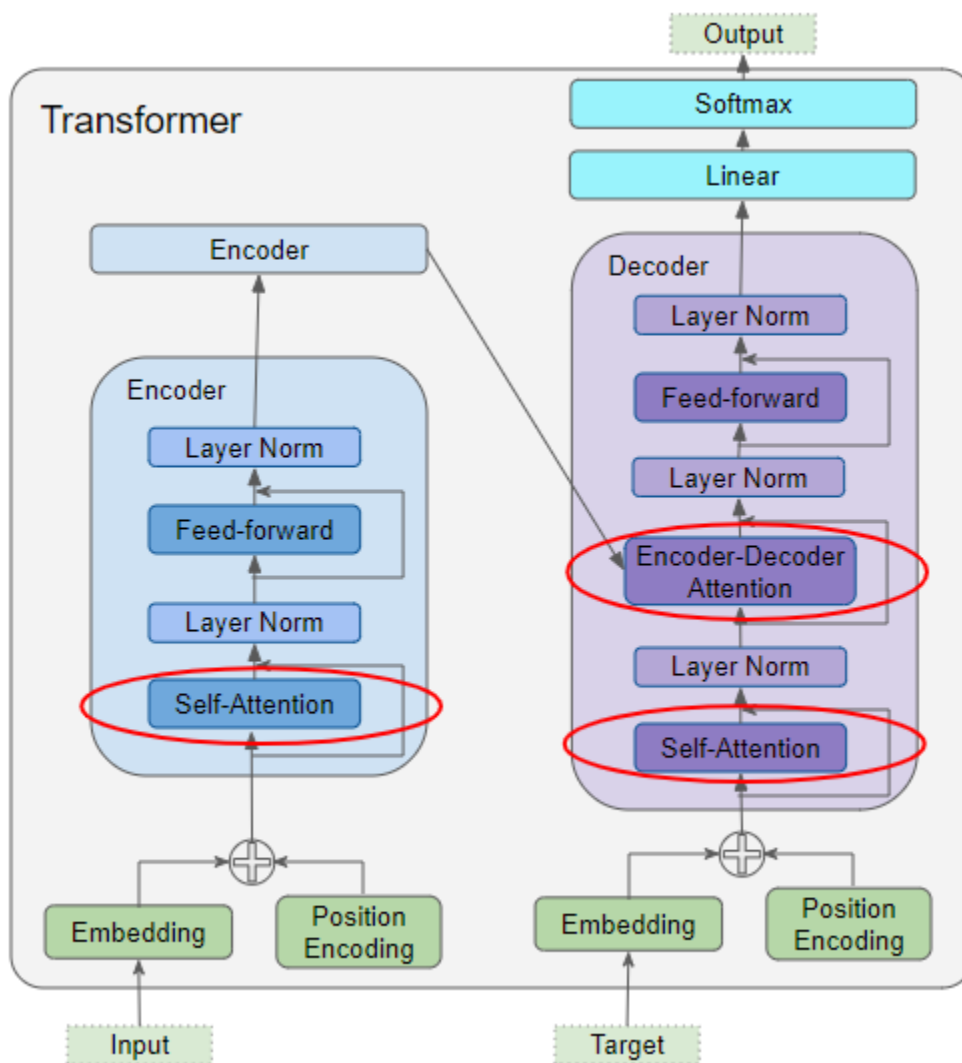 Output
Transformer
Softmax
Linear
Encoder
Decoder
Layer Norm
Feed-forward
Layer Norm
Encoder-Decoder
Attention
Layer Norm
Self-Attention
Encoder
Layer Norm
Feed-forward
Layer Norm
Self-Attention
Embedding
Position
Encoding
Embedding
Position
Encoding
Input
Target